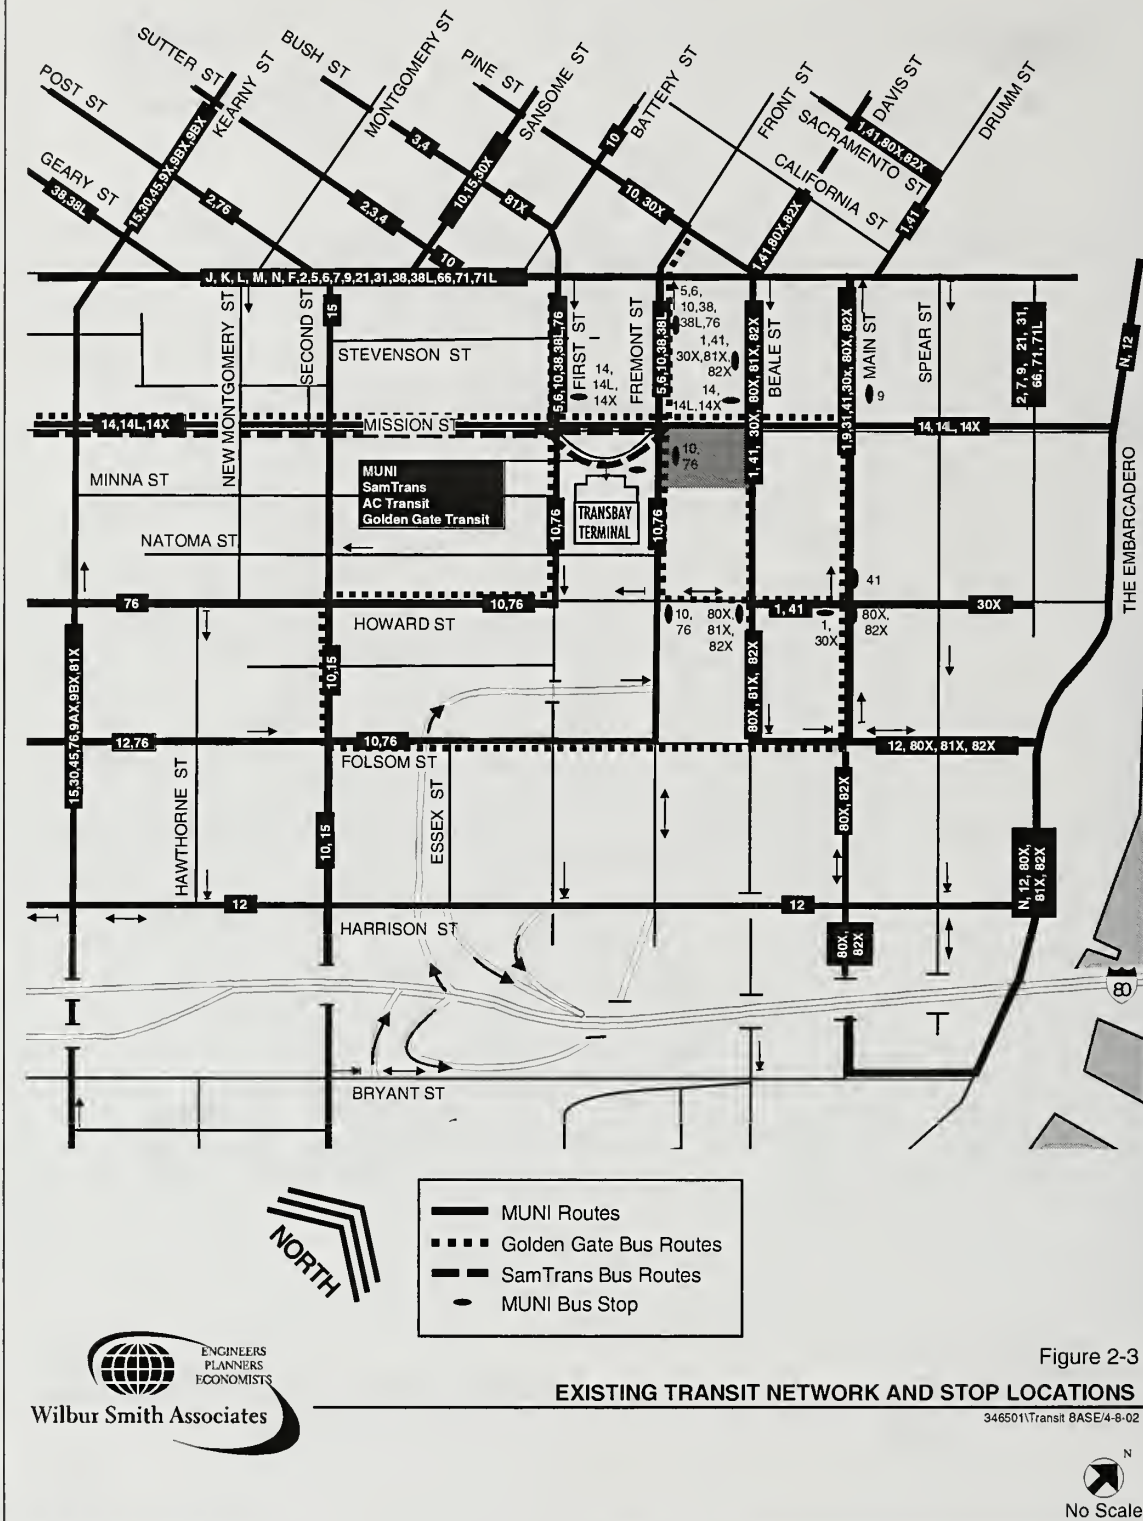 SUTTER ST
POST ST
GEARY ST
KEARNY ST
BUSH ST
MONTGOMERY ST
PINE ST
SANSOME ST
BATTERY ST
FRONT ST
DAVIS ST
SACRAMENTO ST
CALIFORNIA ST
DRUMM ST
38,38L
15,30,45,9X,9BX,9BX
2,76
2,3,4
3,4
10,15,30X
81X
10
10
10, 30X
1,41,80X,82X
1,41,80X,82X
1,41
J, K, L, M, N, F,2,5,6,7,9,21,31,38,38L,66,71,71L
NEW MONTGOMERY ST
SECOND ST
15
STEVENSON ST
5,6,10,38,38L,76
FIRST ST
14,
14L,
14X
FREMONT ST
5,6,10,38,38L
5,6,
10,38,
38L,76
1,41,
30X,81X,
82X
14,
14L,14X
1, 41, 30X, 80X, 81X, 82X
BEALE ST
1,9,31,41,30x, 80X, 82X
MAIN ST
9
SPEAR ST
2, 7, 9, 21, 31,
66, 71, 71L
N, 12
14,14L,14X
MISSION ST
14,14L, 14X
THE EMBARCADERO
MINNA ST
MUNI
SamTrans
AC Transit
Golden Gate Transit
TRANSBAY
TERMINAL
10,
76
NATOMA ST
10,76
10,76
41
76
10,76
1, 41
30X
HOWARD ST
10,
76
80X,
81X,
82X
1,
30X
80X,
82X
15,30,45,76,9AX,9BX,81X
10,15
80X, 81X, 82X
12,76
10,76
12, 80X, 81X, 82X
FOLSOM ST
HAWTHORNE ST
10, 15
ESSEX ST
80X, 82X
N, 12, 80X,
81X, 82X
12
12
HARRISON ST
80X,
82X
80
BRYANT ST
NORTH
MUNI Routes
Golden Gate Bus Routes
SamTrans Bus Routes
MUNI Bus Stop
ENGINEERS
PLANNERS
ECONOMISTS
Wilbur Smith Associates
Figure 2-3
EXISTING TRANSIT NETWORK AND STOP LOCATIONS
346501\Transit BASE/4-8-02
N
No Scale